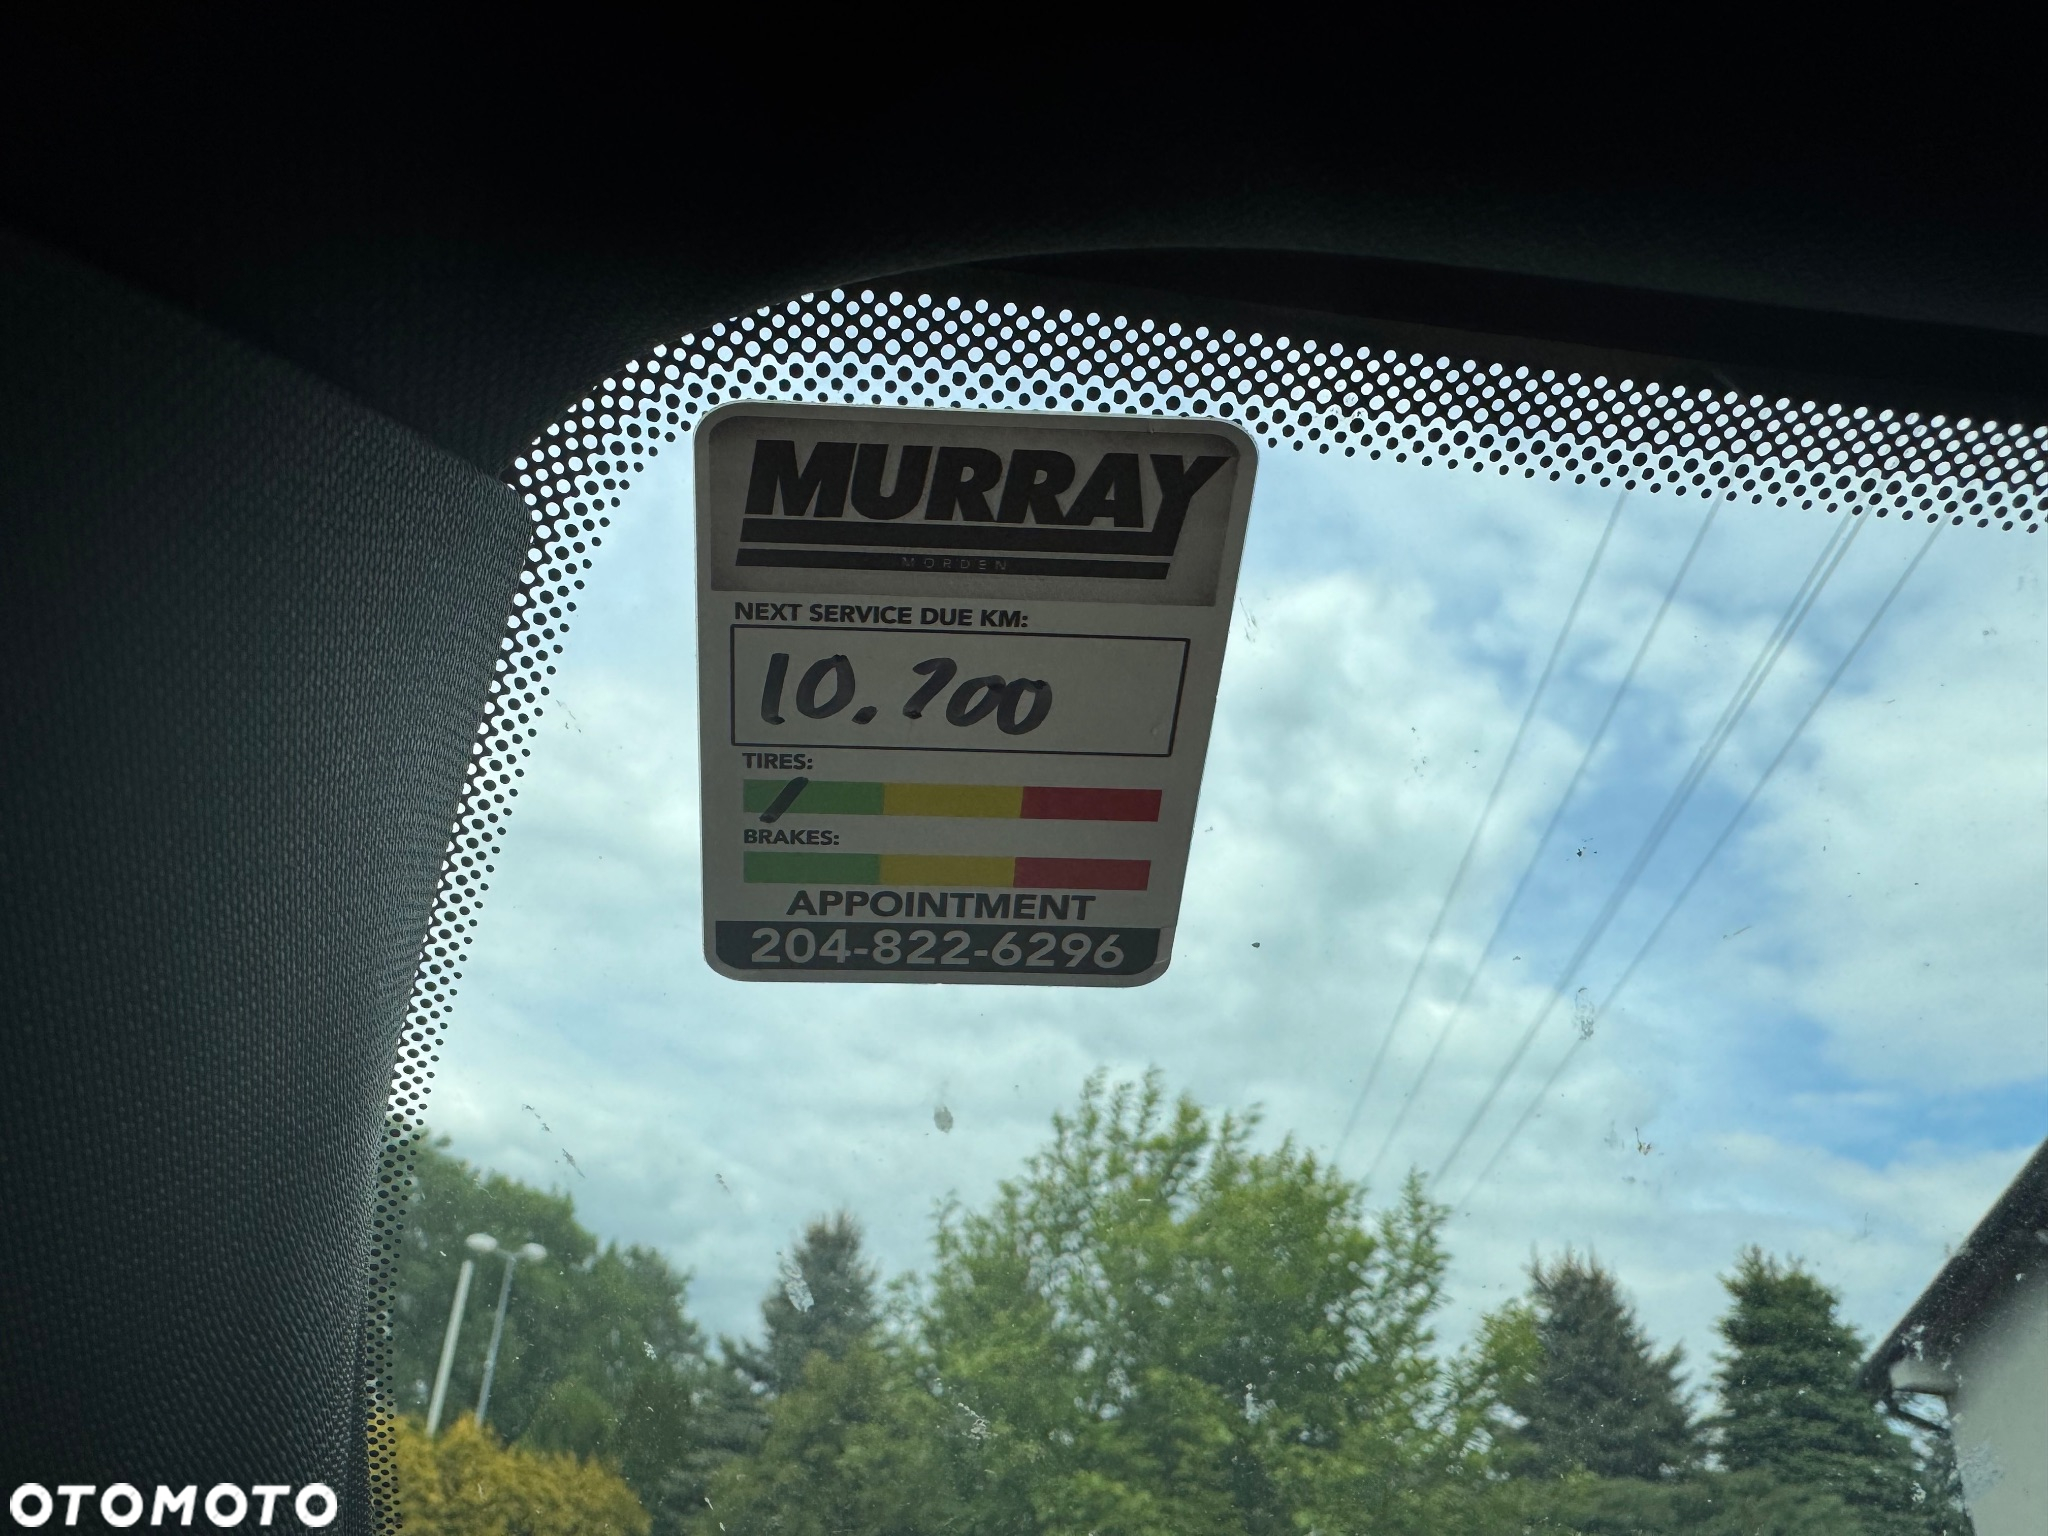 MURRAY
MORDEN
NEXT SERVICE DUE KM:
10.200
TIRES:
BRAKES:
APPOINTMENT
204-822-6296
OTOMOTO